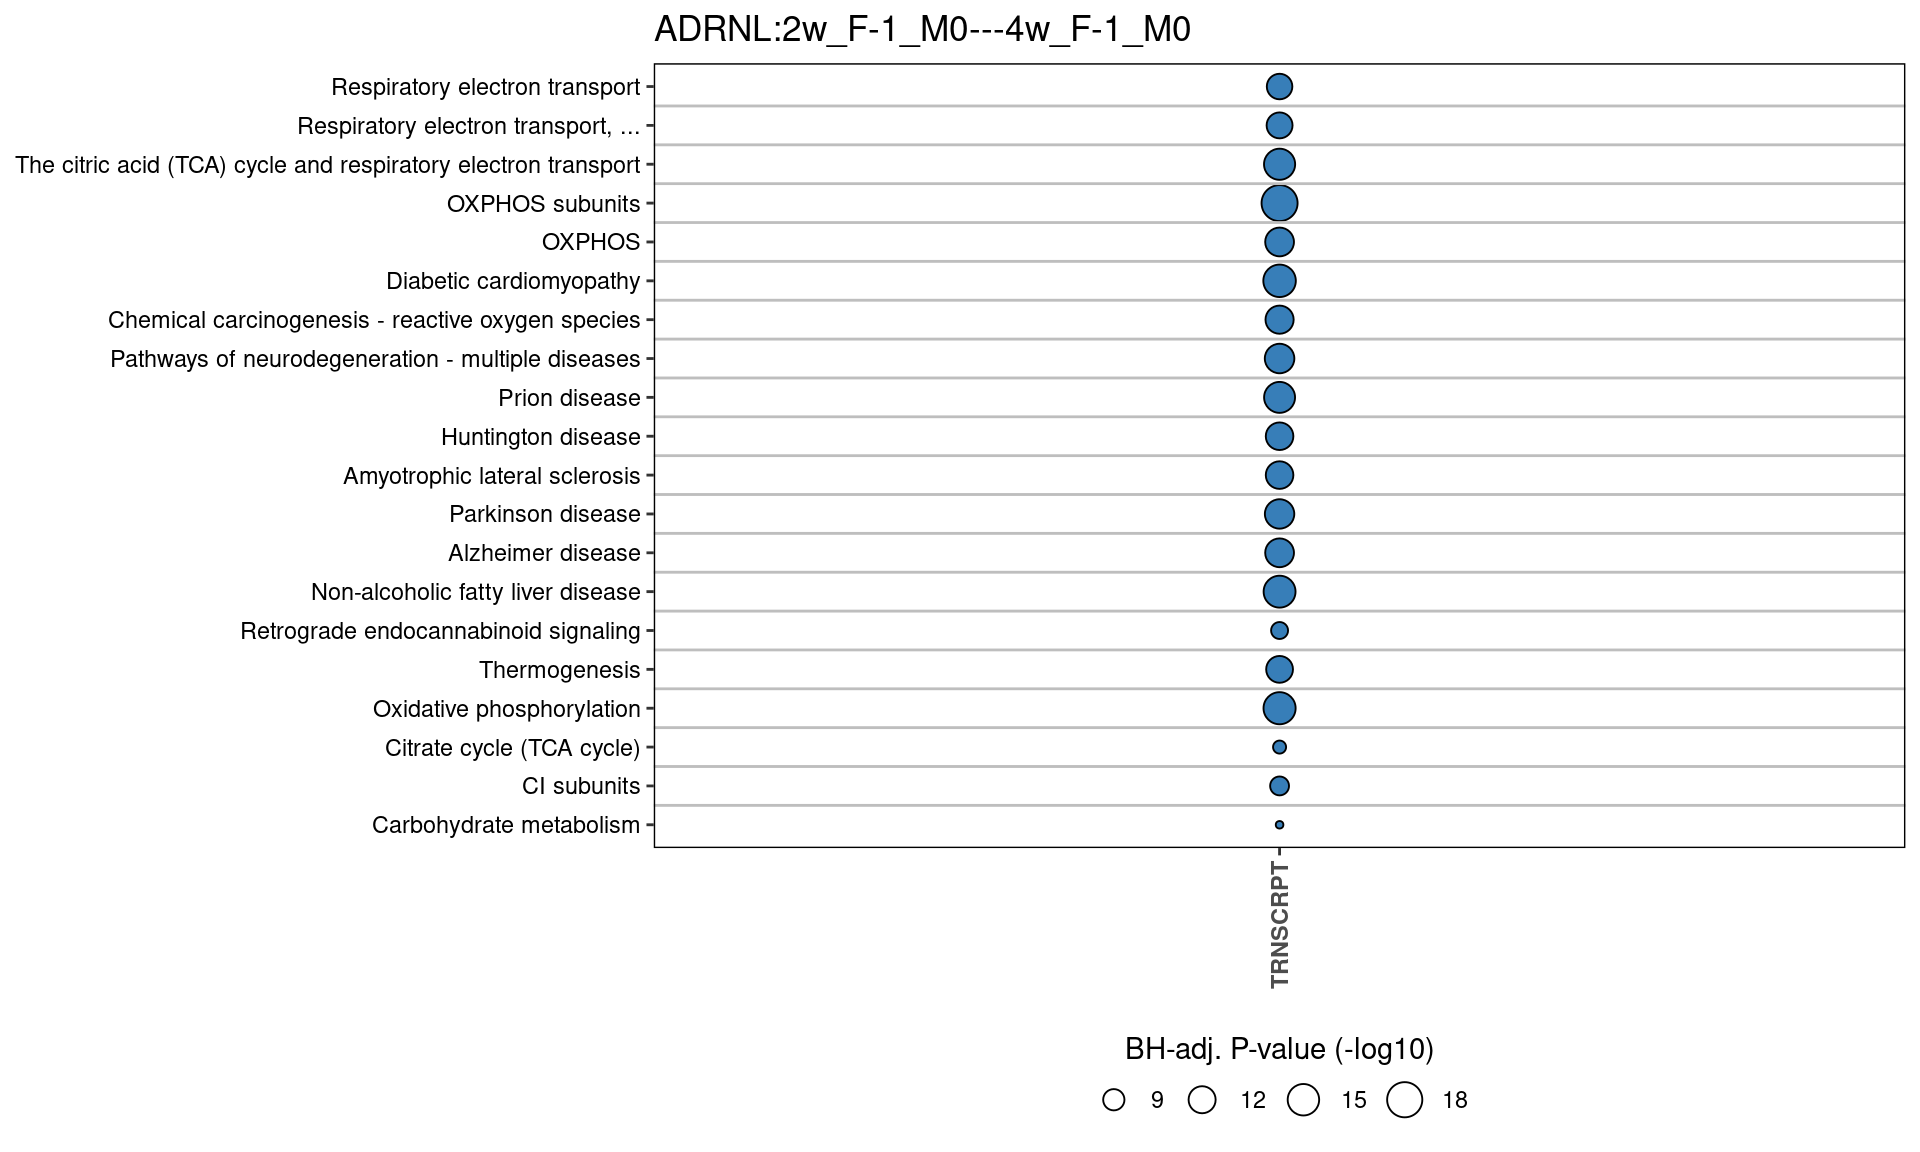 ADRNL:2w_F-1_M0---4w_F-1_M0
Respiratory electron transport
Respiratory electron transport, ...
The citric acid (TCA) cycle and respiratory electron transport
OXPHOS subunits
OXPHOS
Diabetic cardiomyopathy
Chemical carcinogenesis - reactive oxygen species
Pathways of neurodegeneration - multiple diseases
Prion disease
Huntington disease
Amyotrophic lateral sclerosis
Parkinson disease
Alzheimer disease
Non-alcoholic fatty liver disease
Retrograde endocannabinoid signaling
Thermogenesis
Oxidative phosphorylation
Citrate cycle (TCA cycle)
CI subunits
Carbohydrate metabolism
TRNSCRPT
BH-adj. P-value (-log10)
9 12 15 18